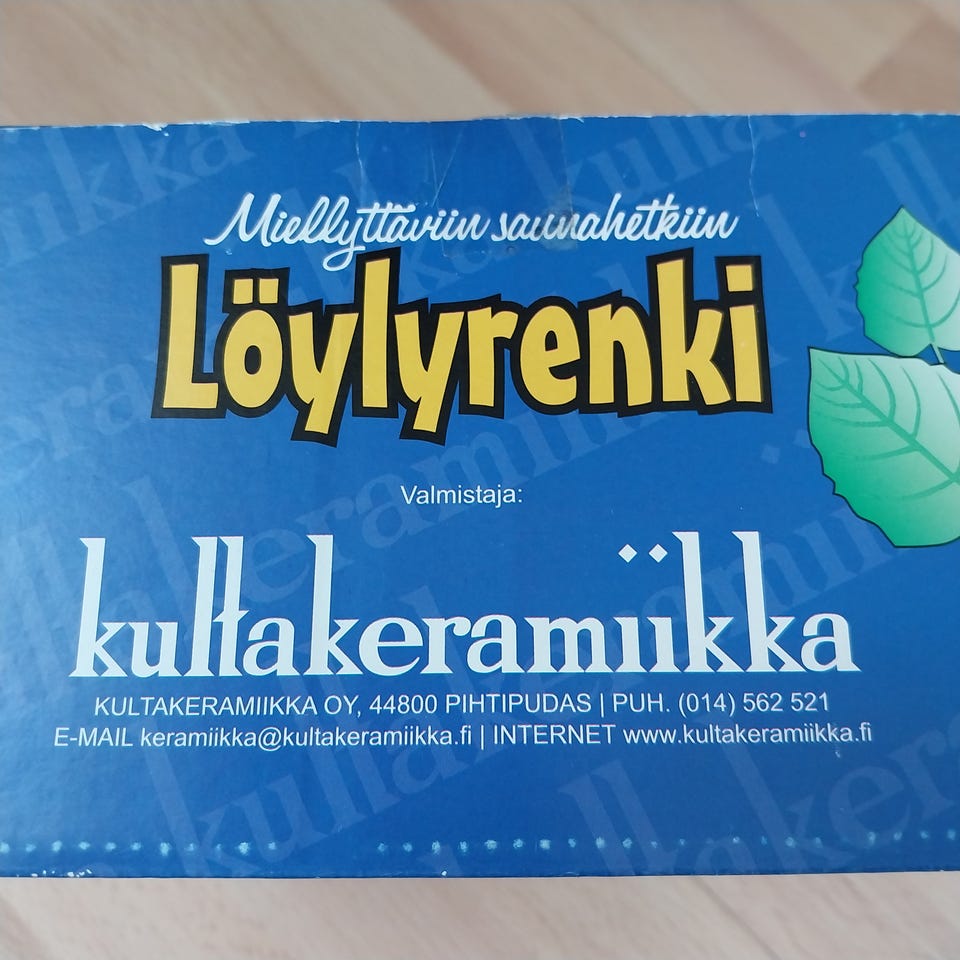 Miellyttäviin saunahetkiin
Löylyrenki
Valmistaja:
kultakeramiikka
KULTAKERAMIIKKA OY, 44800 PIHTIPUDAS | PUH. (014) 562 521
E-MAIL keramiikka@kultakeramiikka.fi | INTERNET www.kultakeramiikka.fi